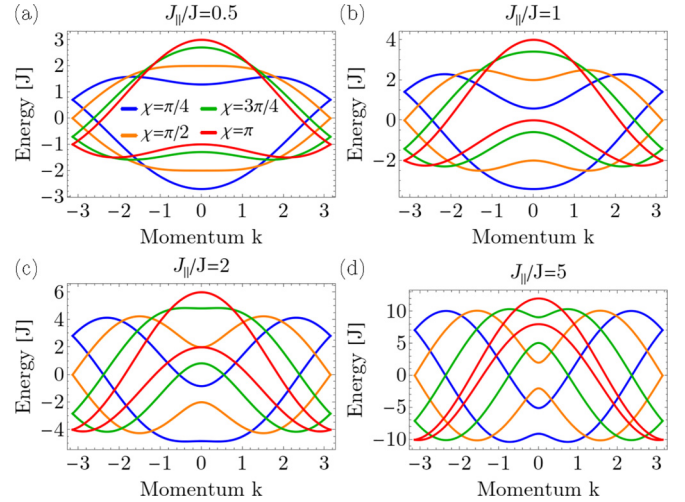 (a) J∥/J=0.5
Energy [J]
3
2
1
0
−1
−2
−3
χ=π/4 χ=3π/4
χ=π/2 χ=π
−3 −2 −1 0 1 2 3
Momentum k
(b) J∥/J=1
Energy [J]
4
2
0
−2
−3 −2 −1 0 1 2 3
Momentum k
(c) J∥/J=2
Energy [J]
6
4
2
0
−2
−4
−3 −2 −1 0 1 2 3
Momentum k
(d) J∥/J=5
Energy [J]
10
5
0
−5
−10
−3 −2 −1 0 1 2 3
Momentum k